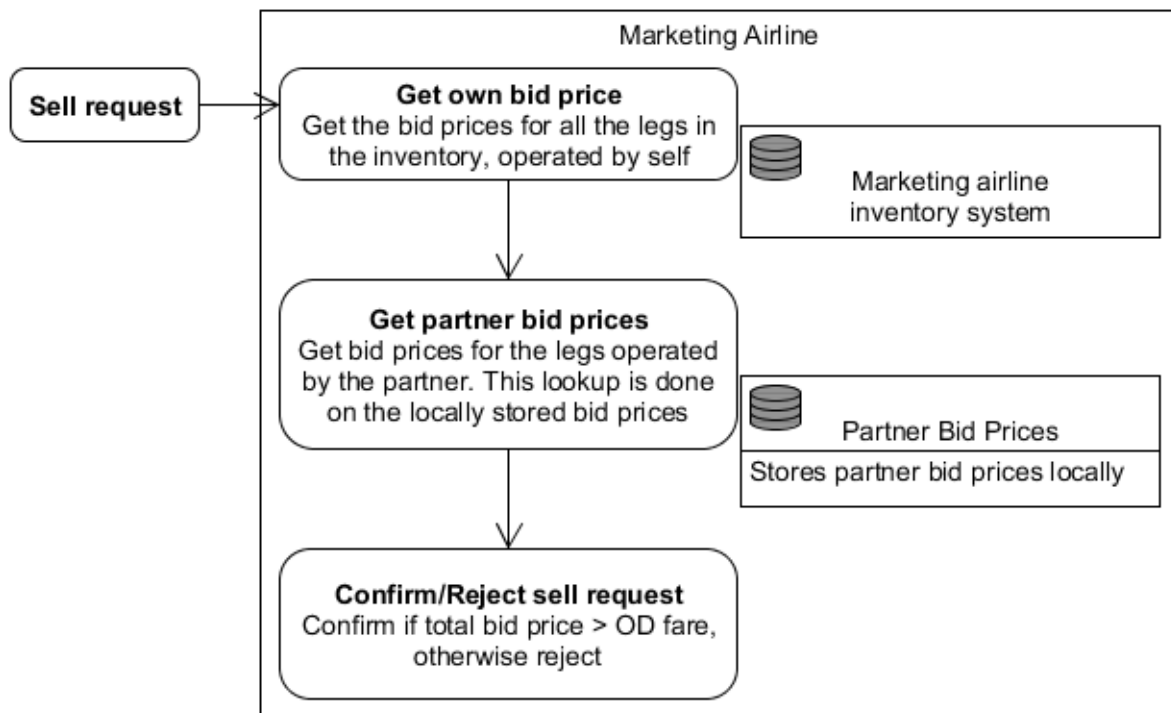 Marketing Airline
Sell request
Get own bid price
Get the bid prices for all the legs in
the inventory, operated by self
Marketing airline
inventory system
Get partner bid prices
Get bid prices for the legs operated
by the partner. This lookup is done
on the locally stored bid prices
Partner Bid Prices
Stores partner bid prices locally
Confirm/Reject sell request
Confirm if total bid price > OD fare,
otherwise reject